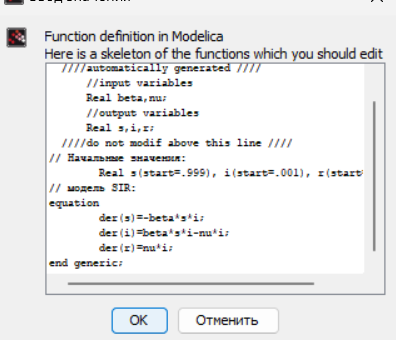 Function definition in Modelica
Here is a skeleton of the functions which you should edit
////automatically generated ////
//input variables
Real beta,nu;
//output variables
Real s,i,r;
////do not modif above this line ////
// Начальные значения:
Real s(start=.999), i(start=.001), r(start
// модель SIR:
equation
der(s)=-beta*s*i;
der(i)=beta*s*i-nu*i;
der(r)=nu*i;
end generic;
OK
Отменить